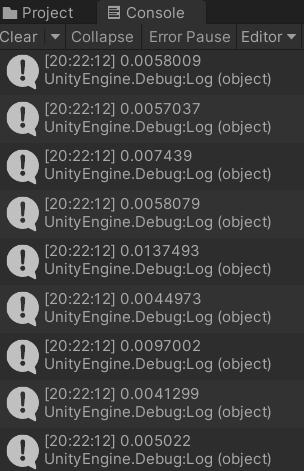 Project Console
Clear Collapse Error Pause Editor
[20:22:12] 0.0058009
UnityEngine.Debug:Log (object)
[20:22:12] 0.0057037
UnityEngine.Debug:Log (object)
[20:22:12] 0.007439
UnityEngine.Debug:Log (object)
[20:22:12] 0.0058079
UnityEngine.Debug:Log (object)
[20:22:12] 0.0137493
UnityEngine.Debug:Log (object)
[20:22:12] 0.0044973
UnityEngine.Debug:Log (object)
[20:22:12] 0.0097002
UnityEngine.Debug:Log (object)
[20:22:12] 0.0041299
UnityEngine.Debug:Log (object)
[20:22:12] 0.005022
UnityEngine.Debug:Log (object)